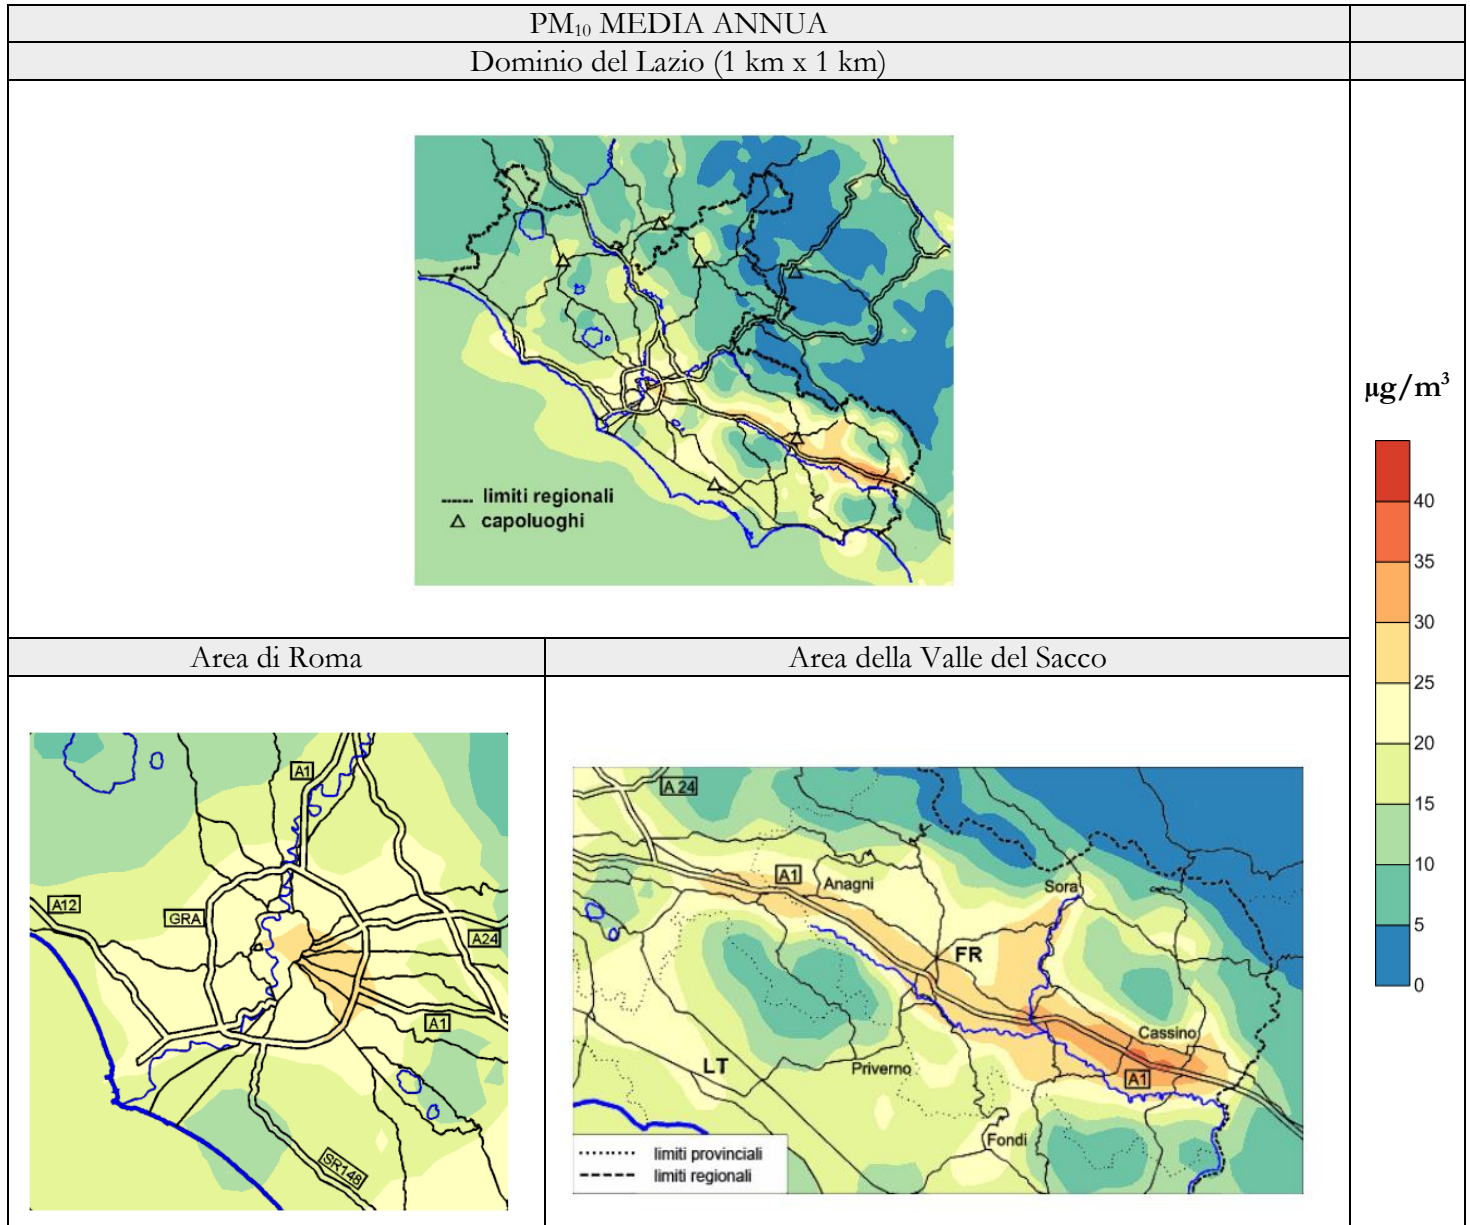 PM₁₀ MEDIA ANNUA
Dominio del Lazio (1 km x 1 km)
limiti regionali
capoluoghi
µg/m³
40
35
30
25
20
15
10
5
0
Area di Roma
Area della Valle del Sacco
A1
A12
GRA
A24
A1
SR148
A 24
A1
Anagni
Sora
FR
Cassino
A1
LT
Priverno
Fondi
limiti provinciali
limiti regionali